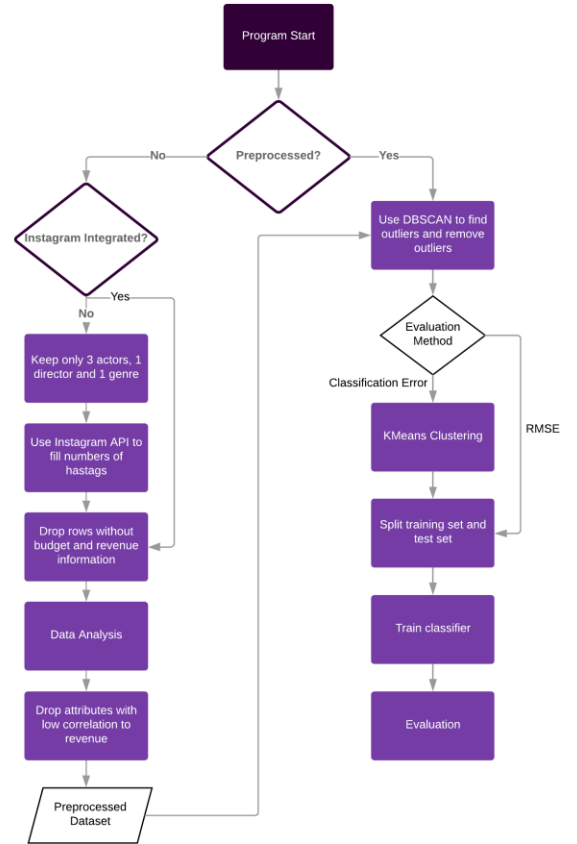 Program Start
Preprocessed?
No
Yes
Instagram Integrated?
Yes
No
Keep only 3 actors, 1
director and 1 genre
Use Instagram API to
fill numbers of
hastags
Drop rows without
budget and revenue
information
Data Analysis
Drop attributes with
low correlation to
revenue
Preprocessed
Dataset
Use DBSCAN to find
outliers and remove
outliers
Evaluation
Method
Classification Error
RMSE
KMeans Clustering
Split training set and
test set
Train classifier
Evaluation